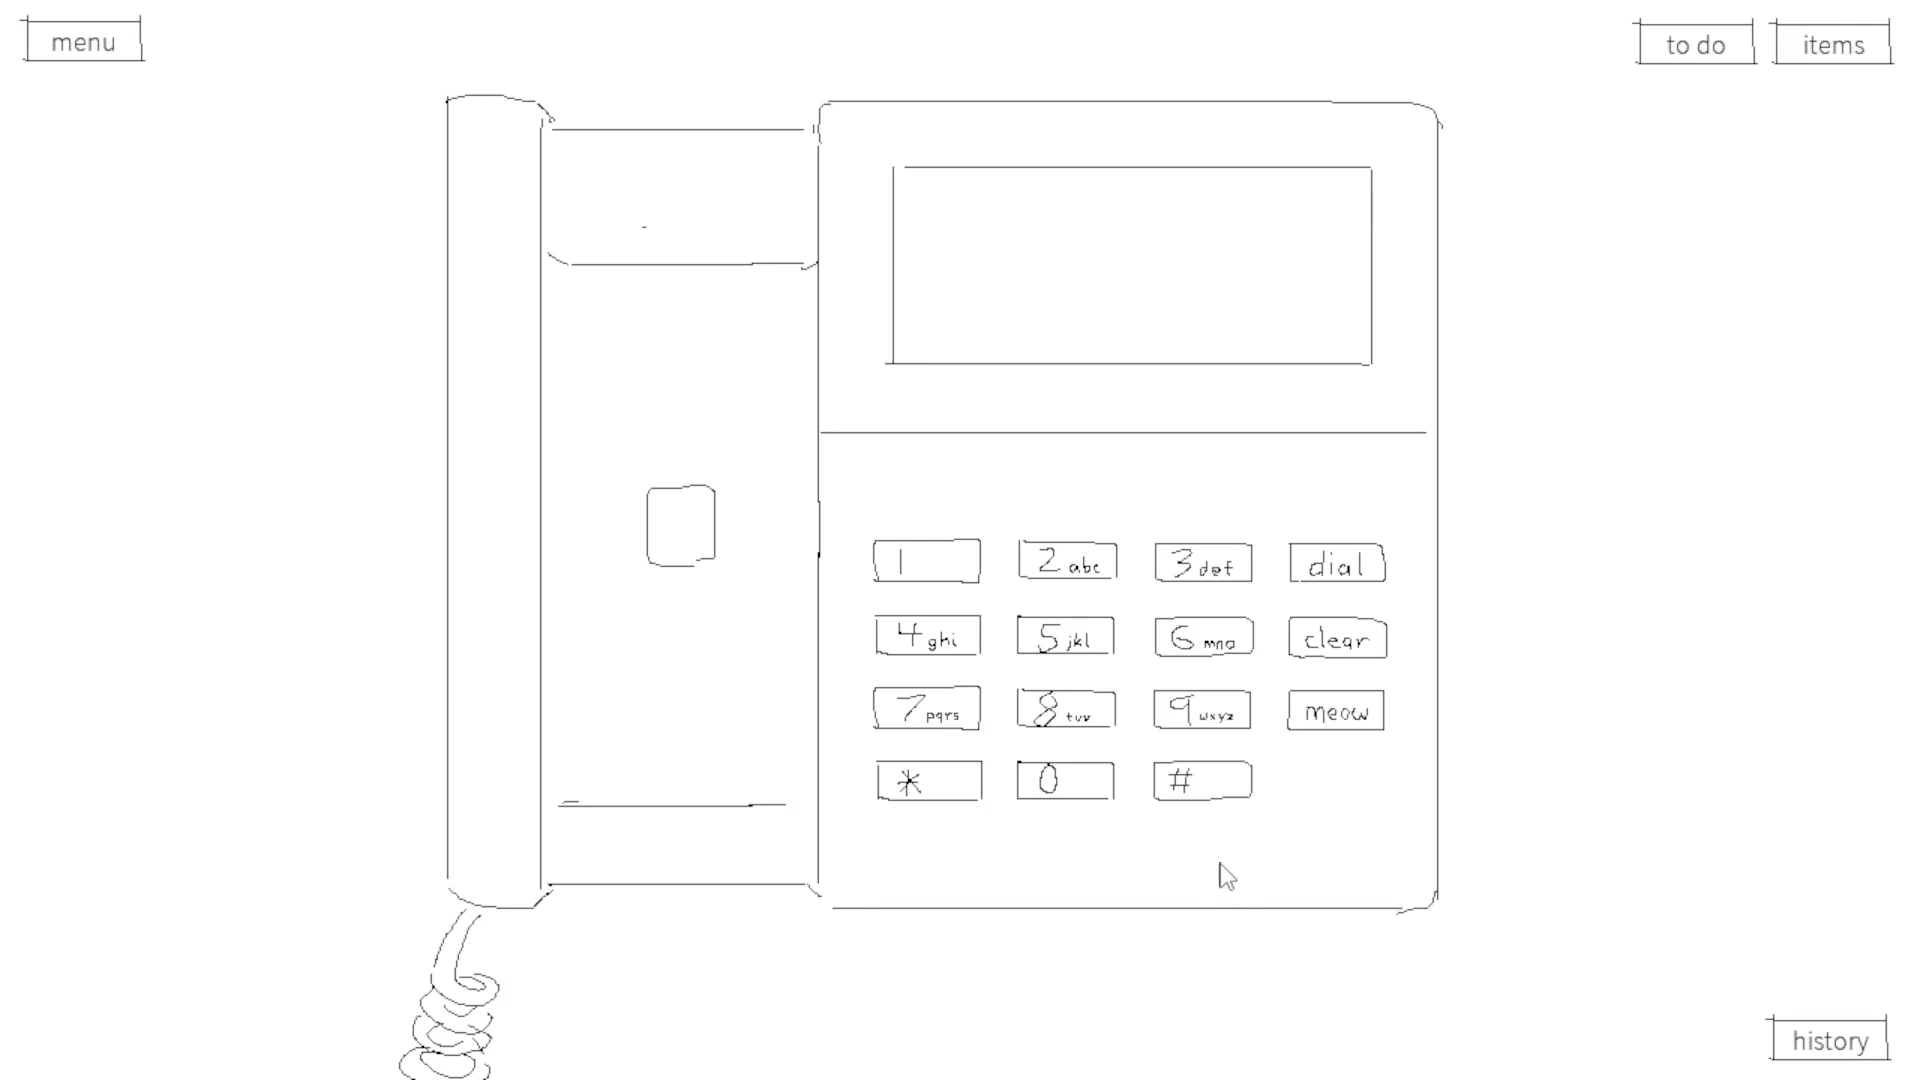 menu
to do
items
1
2 abc
3 def
dial
4 ghi
5 jkl
6 mno
clear
7 pqrs
8 tuv
9 wxyz
meow
*
0
#
history